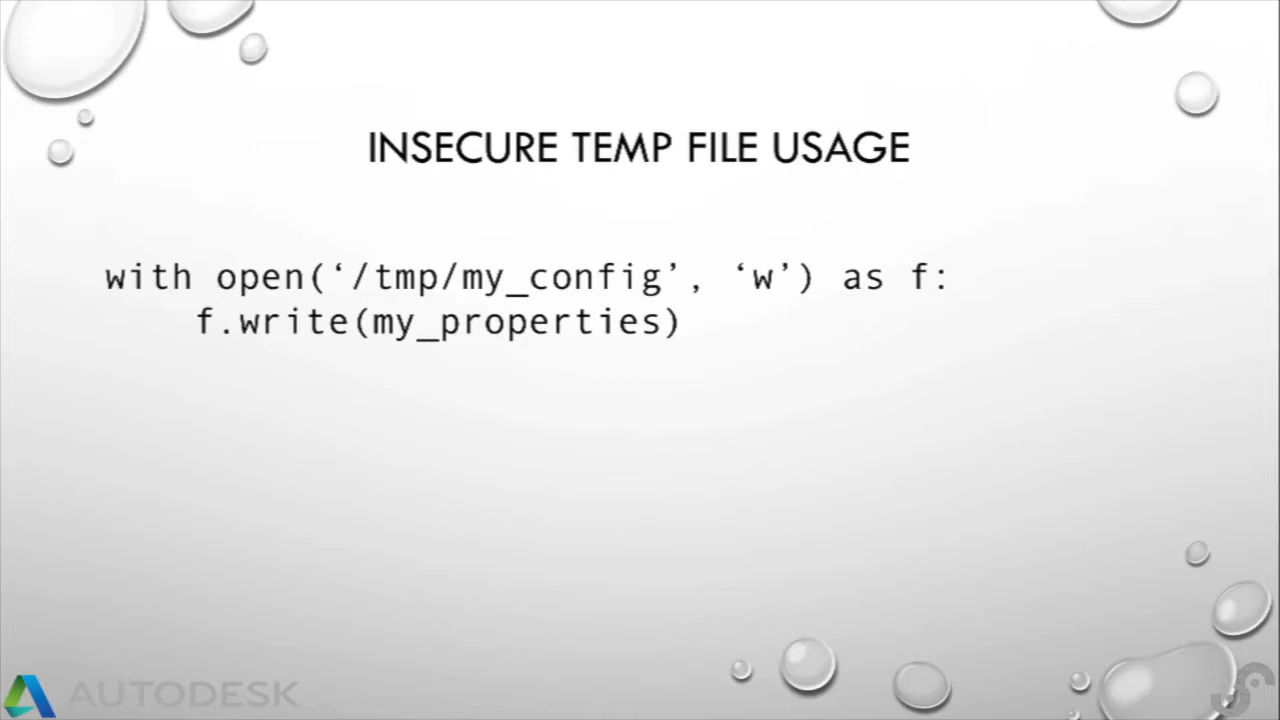 INSECURE TEMP FILE USAGE
with open(‘/tmp/my_config’, ‘w’) as f:
    f.write(my_properties)
AUTODESK